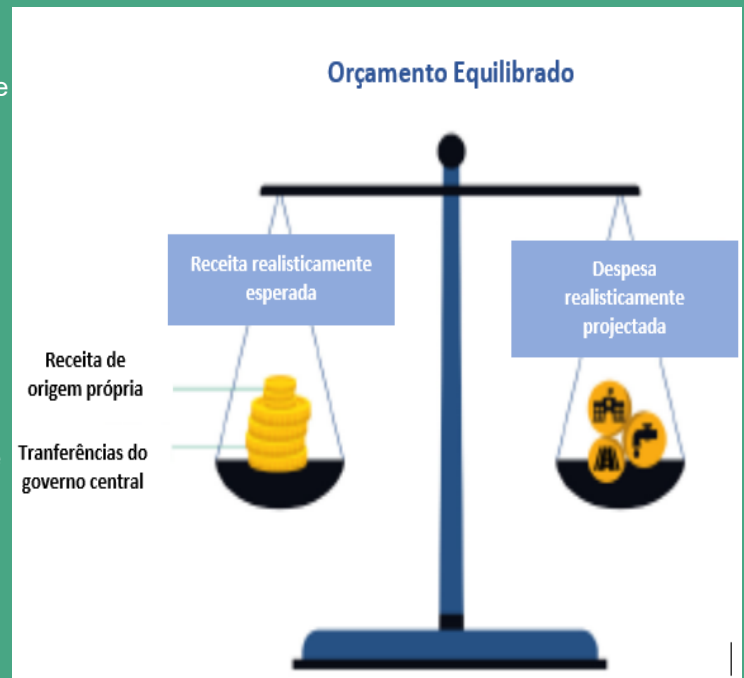 e
Orçamento Equilibrado
Receita realisticamente
esperada
Despesa
realisticamente
projectada
Receita de
origem própria
Tranferências do
governo central